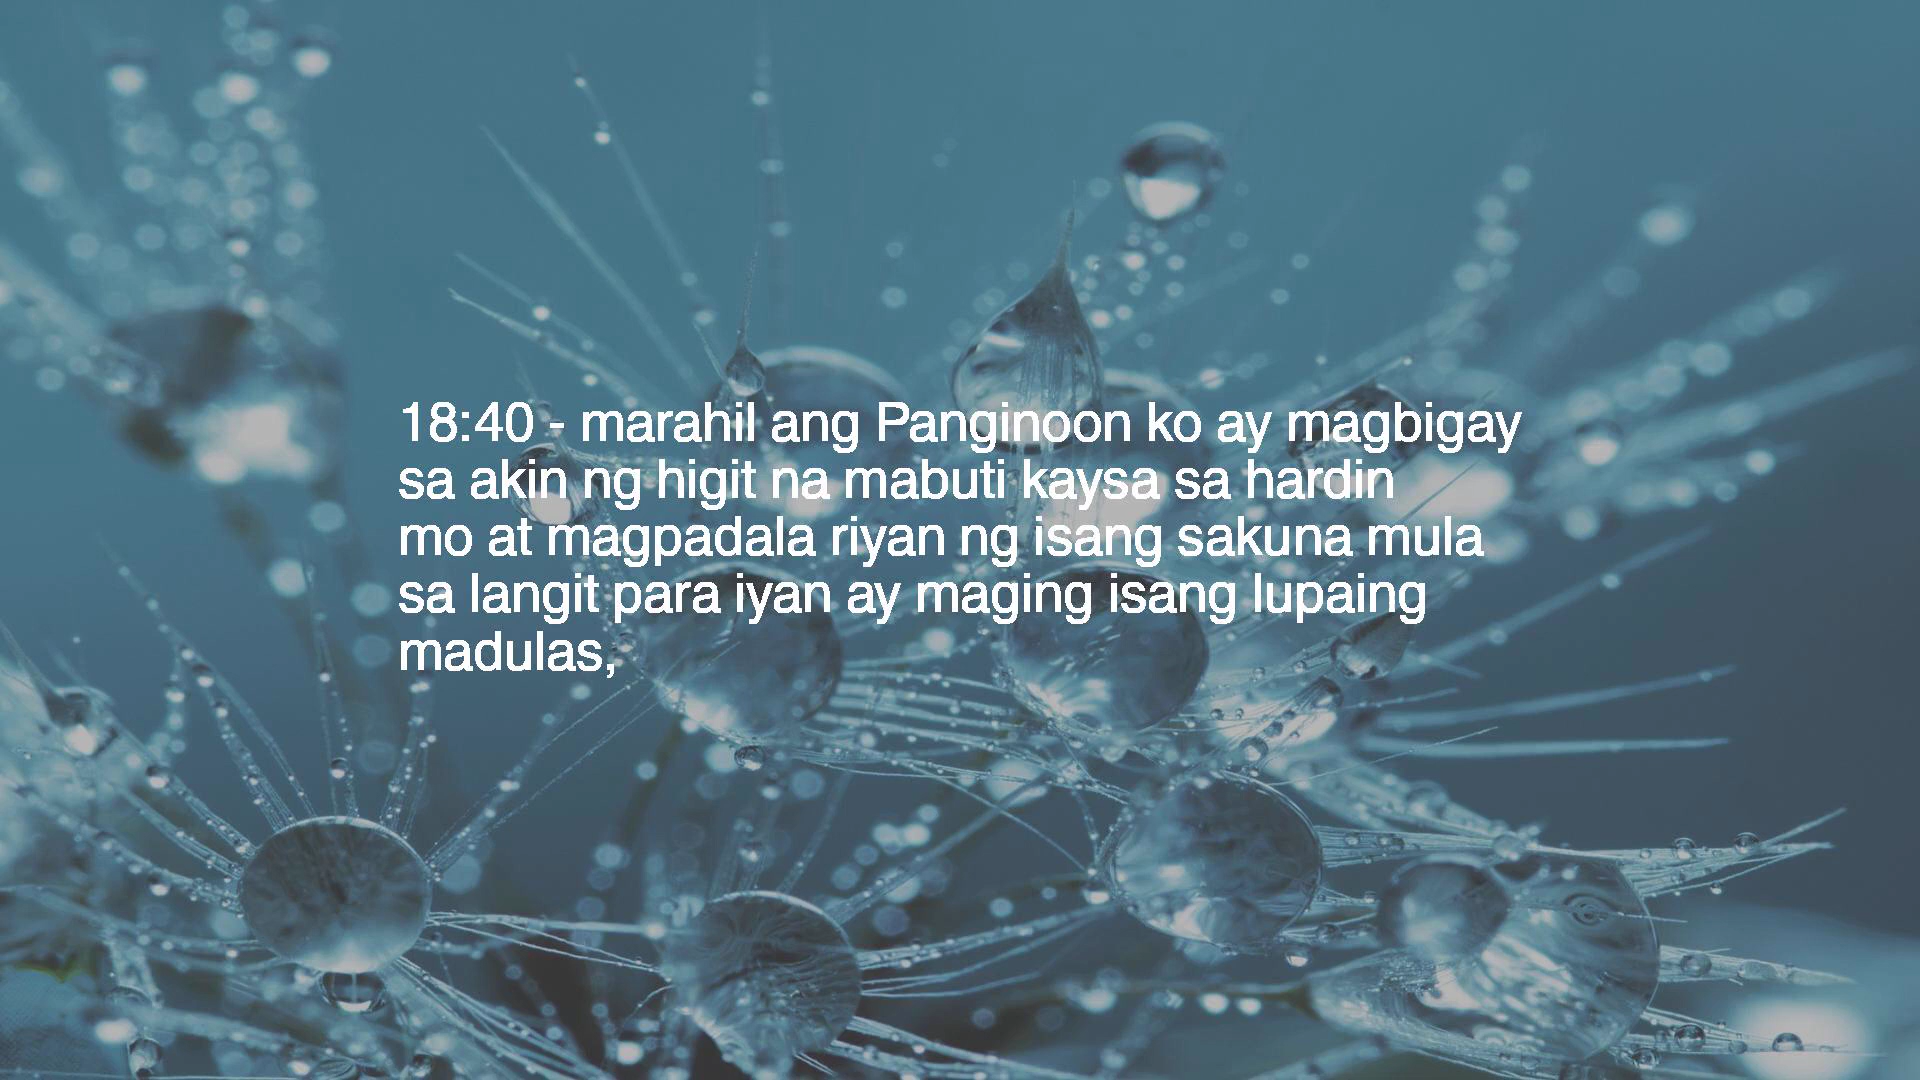 18:40 - marahil ang Panginoon ko ay magbigay
sa akin ng higit na mabuti kaysa sa hardin
mo at magpadala riyan ng isang sakuna mula
sa langit para iyan ay maging isang lupaing
madulas,